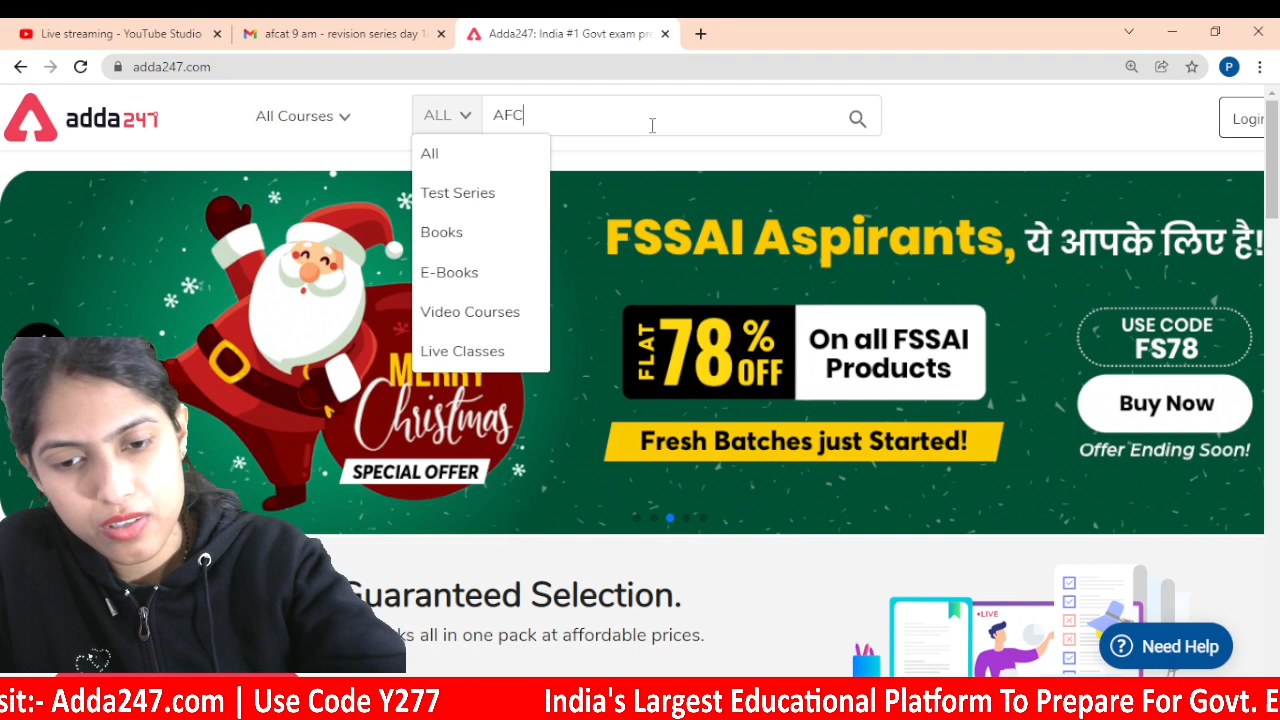 Live streaming - YouTube Studio
afcat 9 am - revision series day 1
Adda247: India #1 Govt exam pre
adda247.com
P
adda247
All Courses
ALL
AFC
Login
All
Test Series
Books
E-Books
Video Courses
Live Classes
FSSAI Aspirants, ये आपके लिए है!
FLAT
78% OFF
On all FSSAI
Products
USE CODE
FS78
Buy Now
Offer Ending Soon!
Fresh Batches just Started!
MERRY
Christmas
SPECIAL OFFER
Guaranteed Selection.
ks all in one pack at affordable prices.
LIVE
Need Help
sit:- Adda247.com | Use Code Y277
India's Largest Educational Platform To Prepare For Govt. E